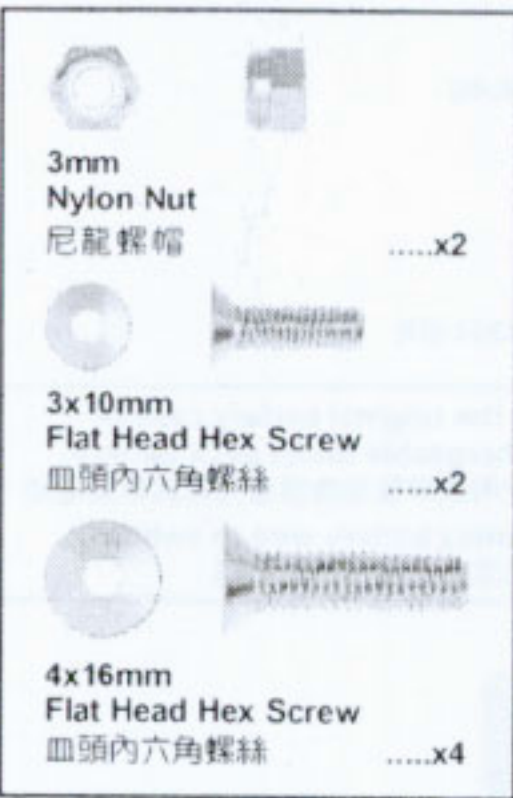 3mm
Nylon Nut
尼龍螺帽 .....x2
3x10mm
Flat Head Hex Screw
皿頭內六角螺絲 .....x2
4x16mm
Flat Head Hex Screw
皿頭內六角螺絲 .....x4